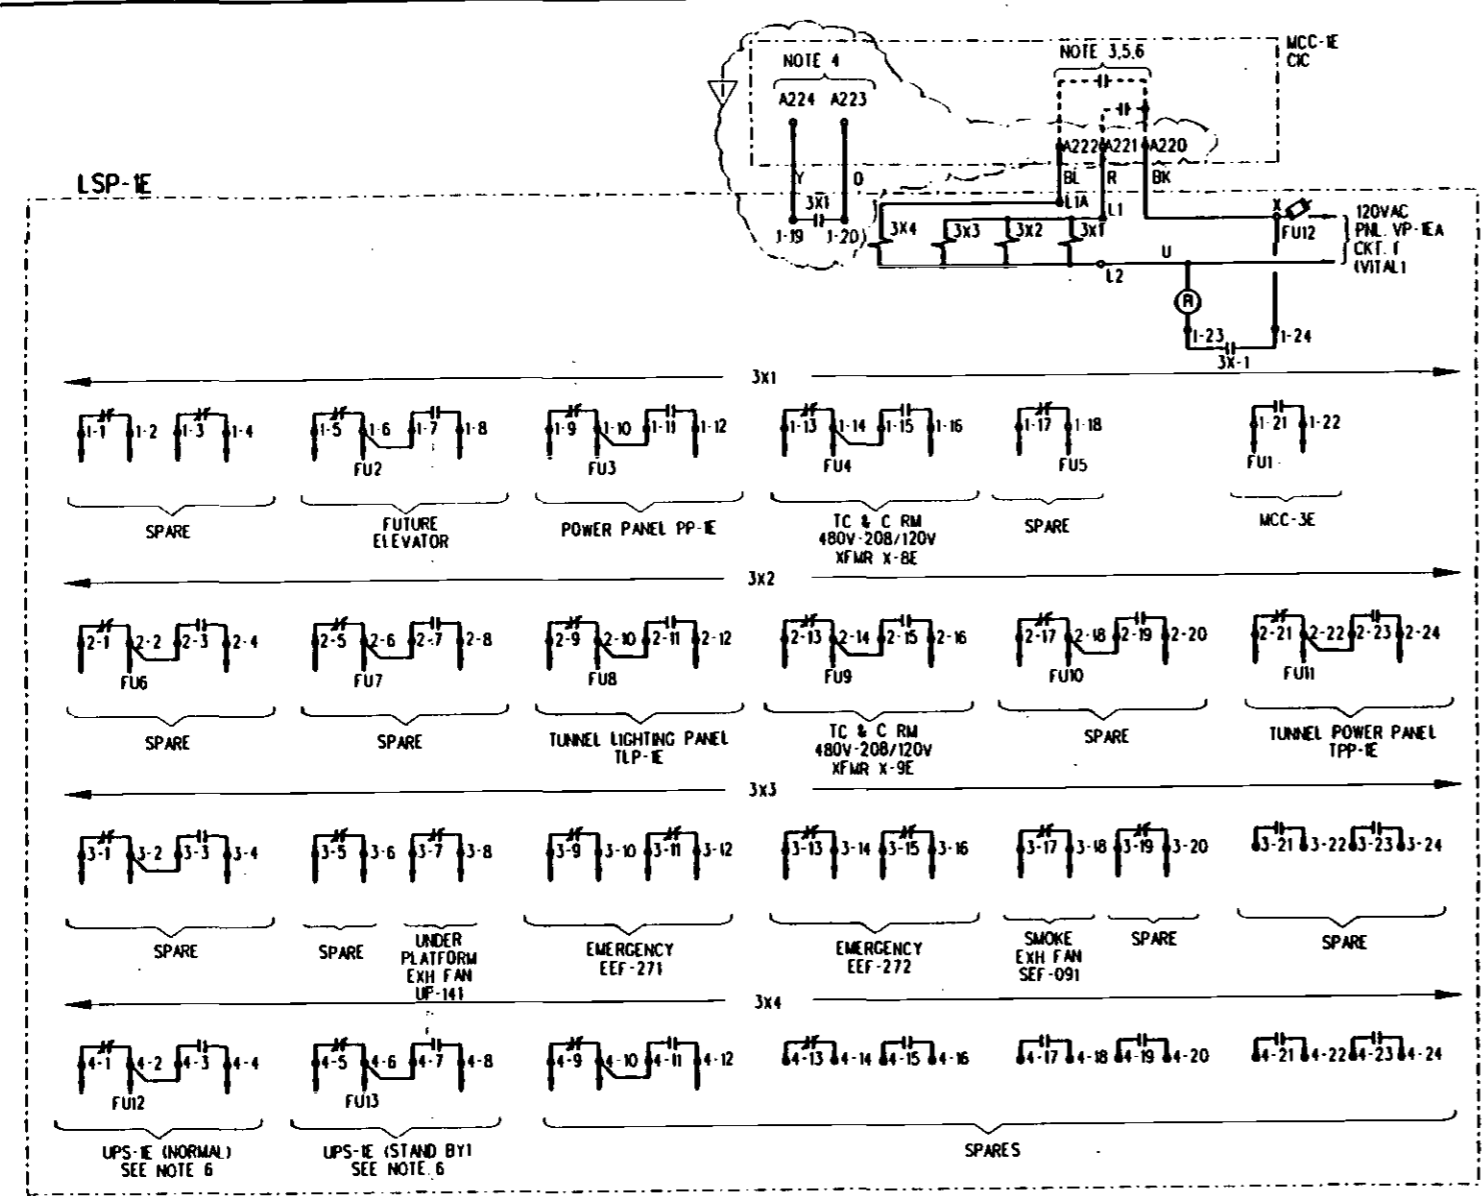 MCC-1E
CIC
NOTE 4
NOTE 3,5,6
A224 A223
A222 A221 A220
Y O
BL R BK
LSP-1E
3X1
1-19 1-20
L1A
L1
3X4 3X3 3X2 3X1
X
FU12
120VAC
PNL. VP-1EA
CKT. 1
(VITAL)
U
L2
R
1-23 1-24
3X-1
3X1
1-1 1-2 1-3 1-4 1-5 1-6 1-7 1-8 1-9 1-10 1-11 1-12 1-13 1-14 1-15 1-16 1-17 1-18 1-21 1-22
FU2 FU3 FU4 FU5 FU1
SPARE
FUTURE
ELEVATOR
POWER PANEL PP-1E
TC & C RM
480V-208/120V
XFMR X-8E
SPARE
MCC-3E
3X2
2-1 2-2 2-3 2-4 2-5 2-6 2-7 2-8 2-9 2-10 2-11 2-12 2-13 2-14 2-15 2-16 2-17 2-18 2-19 2-20 2-21 2-22 2-23 2-24
FU6 FU7 FU8 FU9 FU10 FU11
SPARE
SPARE
TUNNEL LIGHTING PANEL
TLP-1E
TC & C RM
480V-208/120V
XFMR X-9E
SPARE
TUNNEL POWER PANEL
TPP-1E
3X3
3-1 3-2 3-3 3-4 3-5 3-6 3-7 3-8 3-9 3-10 3-11 3-12 3-13 3-14 3-15 3-16 3-17 3-18 3-19 3-20 3-21 3-22 3-23 3-24
SPARE
SPARE
UNDER
PLATFORM
EXH FAN
UP-141
EMERGENCY
EEF-271
EMERGENCY
EEF-272
SMOKE
EXH FAN
SEF-091
SPARE
SPARE
3X4
4-1 4-2 4-3 4-4 4-5 4-6 4-7 4-8 4-9 4-10 4-11 4-12 4-13 4-14 4-15 4-16 4-17 4-18 4-19 4-20 4-21 4-22 4-23 4-24
FU12 FU13
UPS-1E (NORMAL)
SEE NOTE 6
UPS-1E (STAND BY)
SEE NOTE 6
SPARES